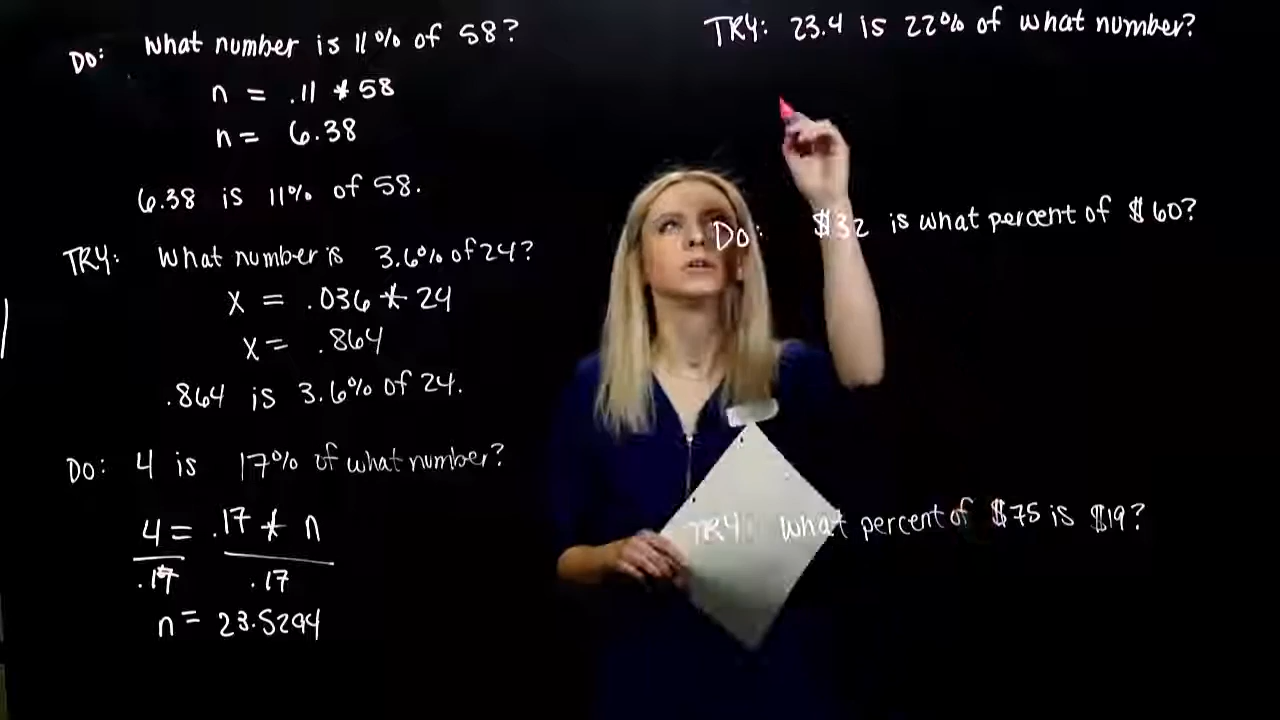 DO: What number is 11% of 58?
n = .11 * 58
n = 6.38
6.38 is 11% of 58.
TRY: What number is 3.6% of 24?
x = .036 * 24
x = .864
.864 is 3.6% of 24.
DO: 4 is 17% of what number?
4 = .17 * n
.17 .17
n = 23.5294
TRY: 23.4 is 22% of what number?
Do: $32 is what percent of $60?
TRY: What percent of $75 is $19?